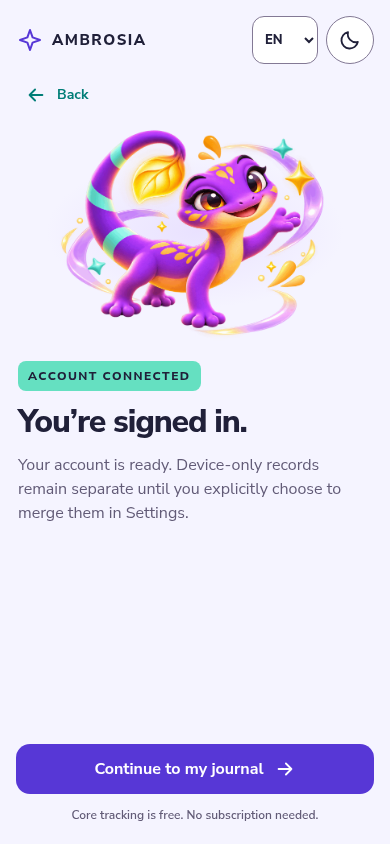 AMBROSIA
EN
Back
ACCOUNT CONNECTED
You’re signed in.
Your account is ready. Device-only records
remain separate until you explicitly choose to
merge them in Settings.
Continue to my journal
Core tracking is free. No subscription needed.